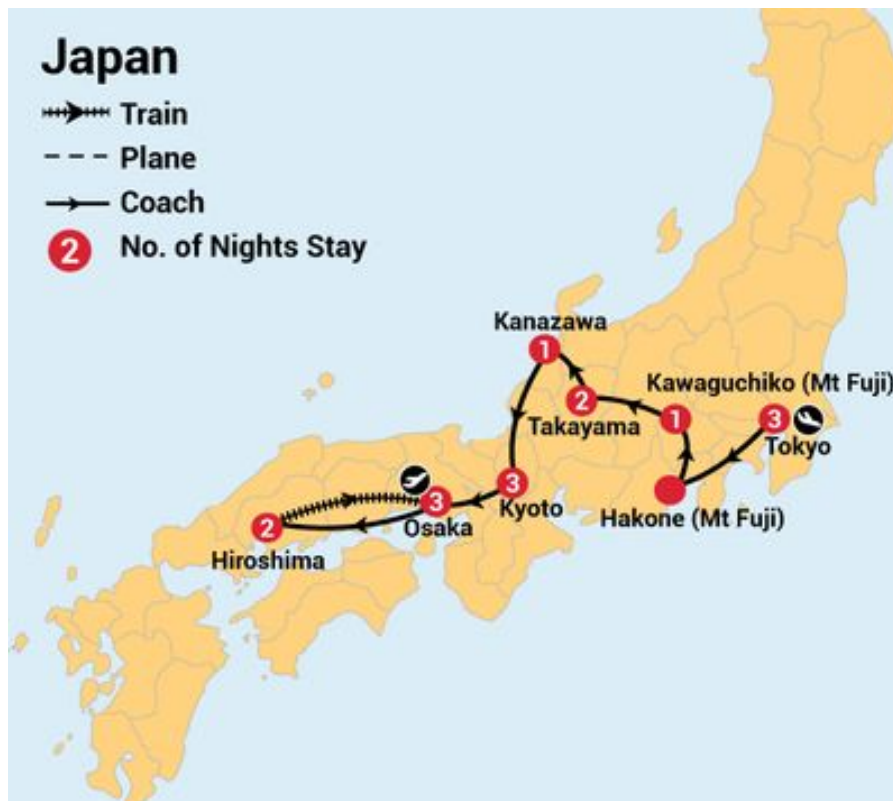 Japan
Train
Plane
Coach
2 No. of Nights Stay
Kanazawa
1
Kawaguchiko (Mt Fuji)
2
1
3
Takayama
Tokyo
3
Kyoto
Hakone (Mt Fuji)
3
Osaka
2
Hiroshima